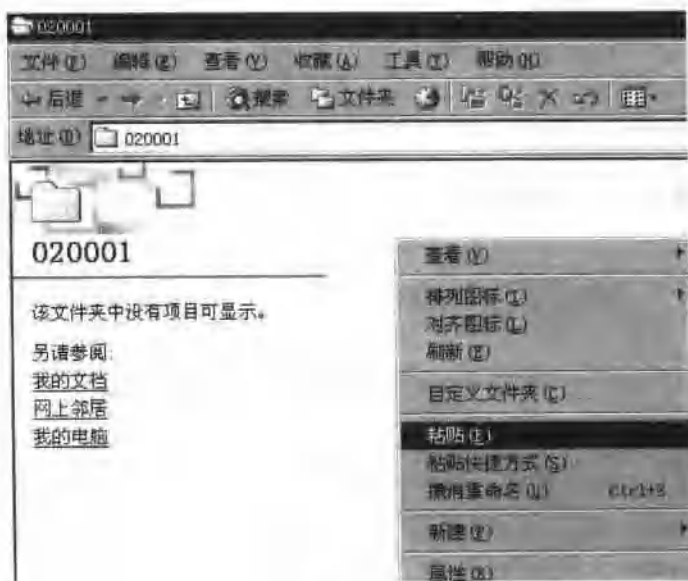 020001
文件(F) 编辑(E) 查看(V) 收藏(A) 工具(T) 帮助(H)
后退 搜索 文件夹
地址(D) 020001
020001
该文件夹中没有项目可显示。
另请参阅:
我的文档
网上邻居
我的电脑
查看(V)
排列图标(I)
对齐图标(E)
刷新(E)
自定义文件夹(C)...
粘贴(P)
粘贴快捷方式(S)
撤消重命名(U) Ctrl+Z
新建(W)
属性(R)